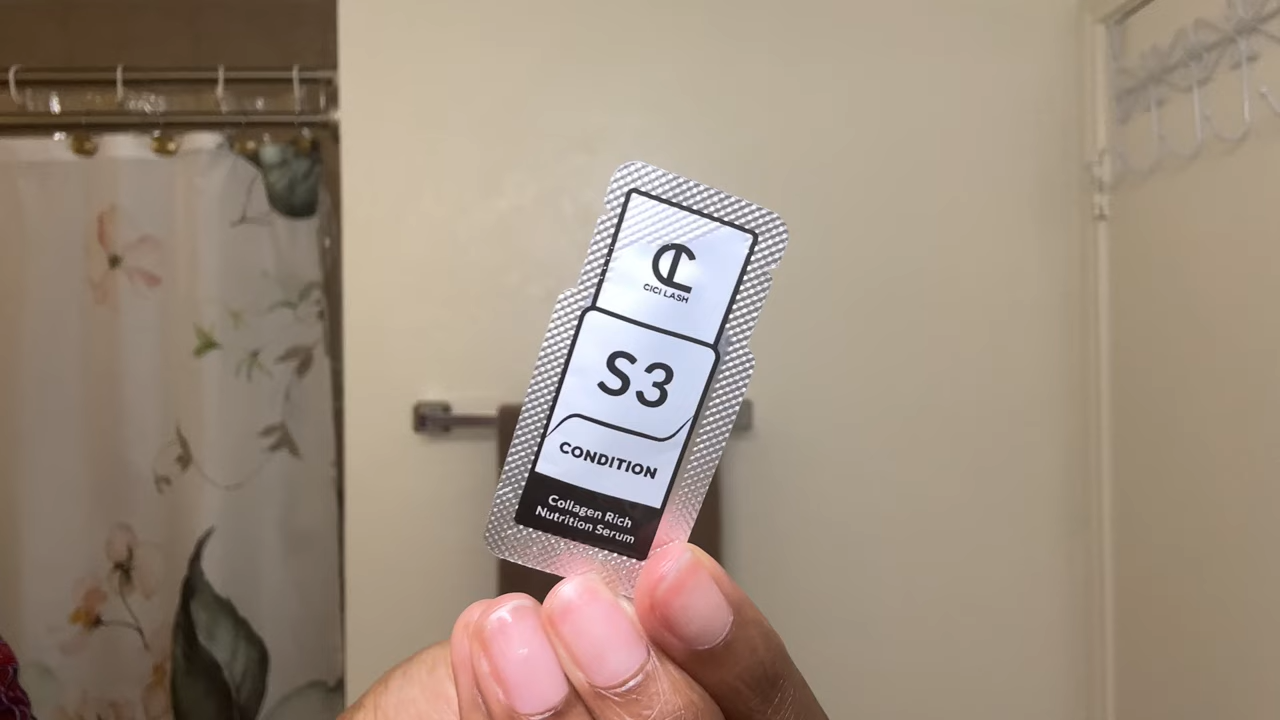 CL
CICI LASH
S3
CONDITION
Collagen Rich
Nutrition Serum